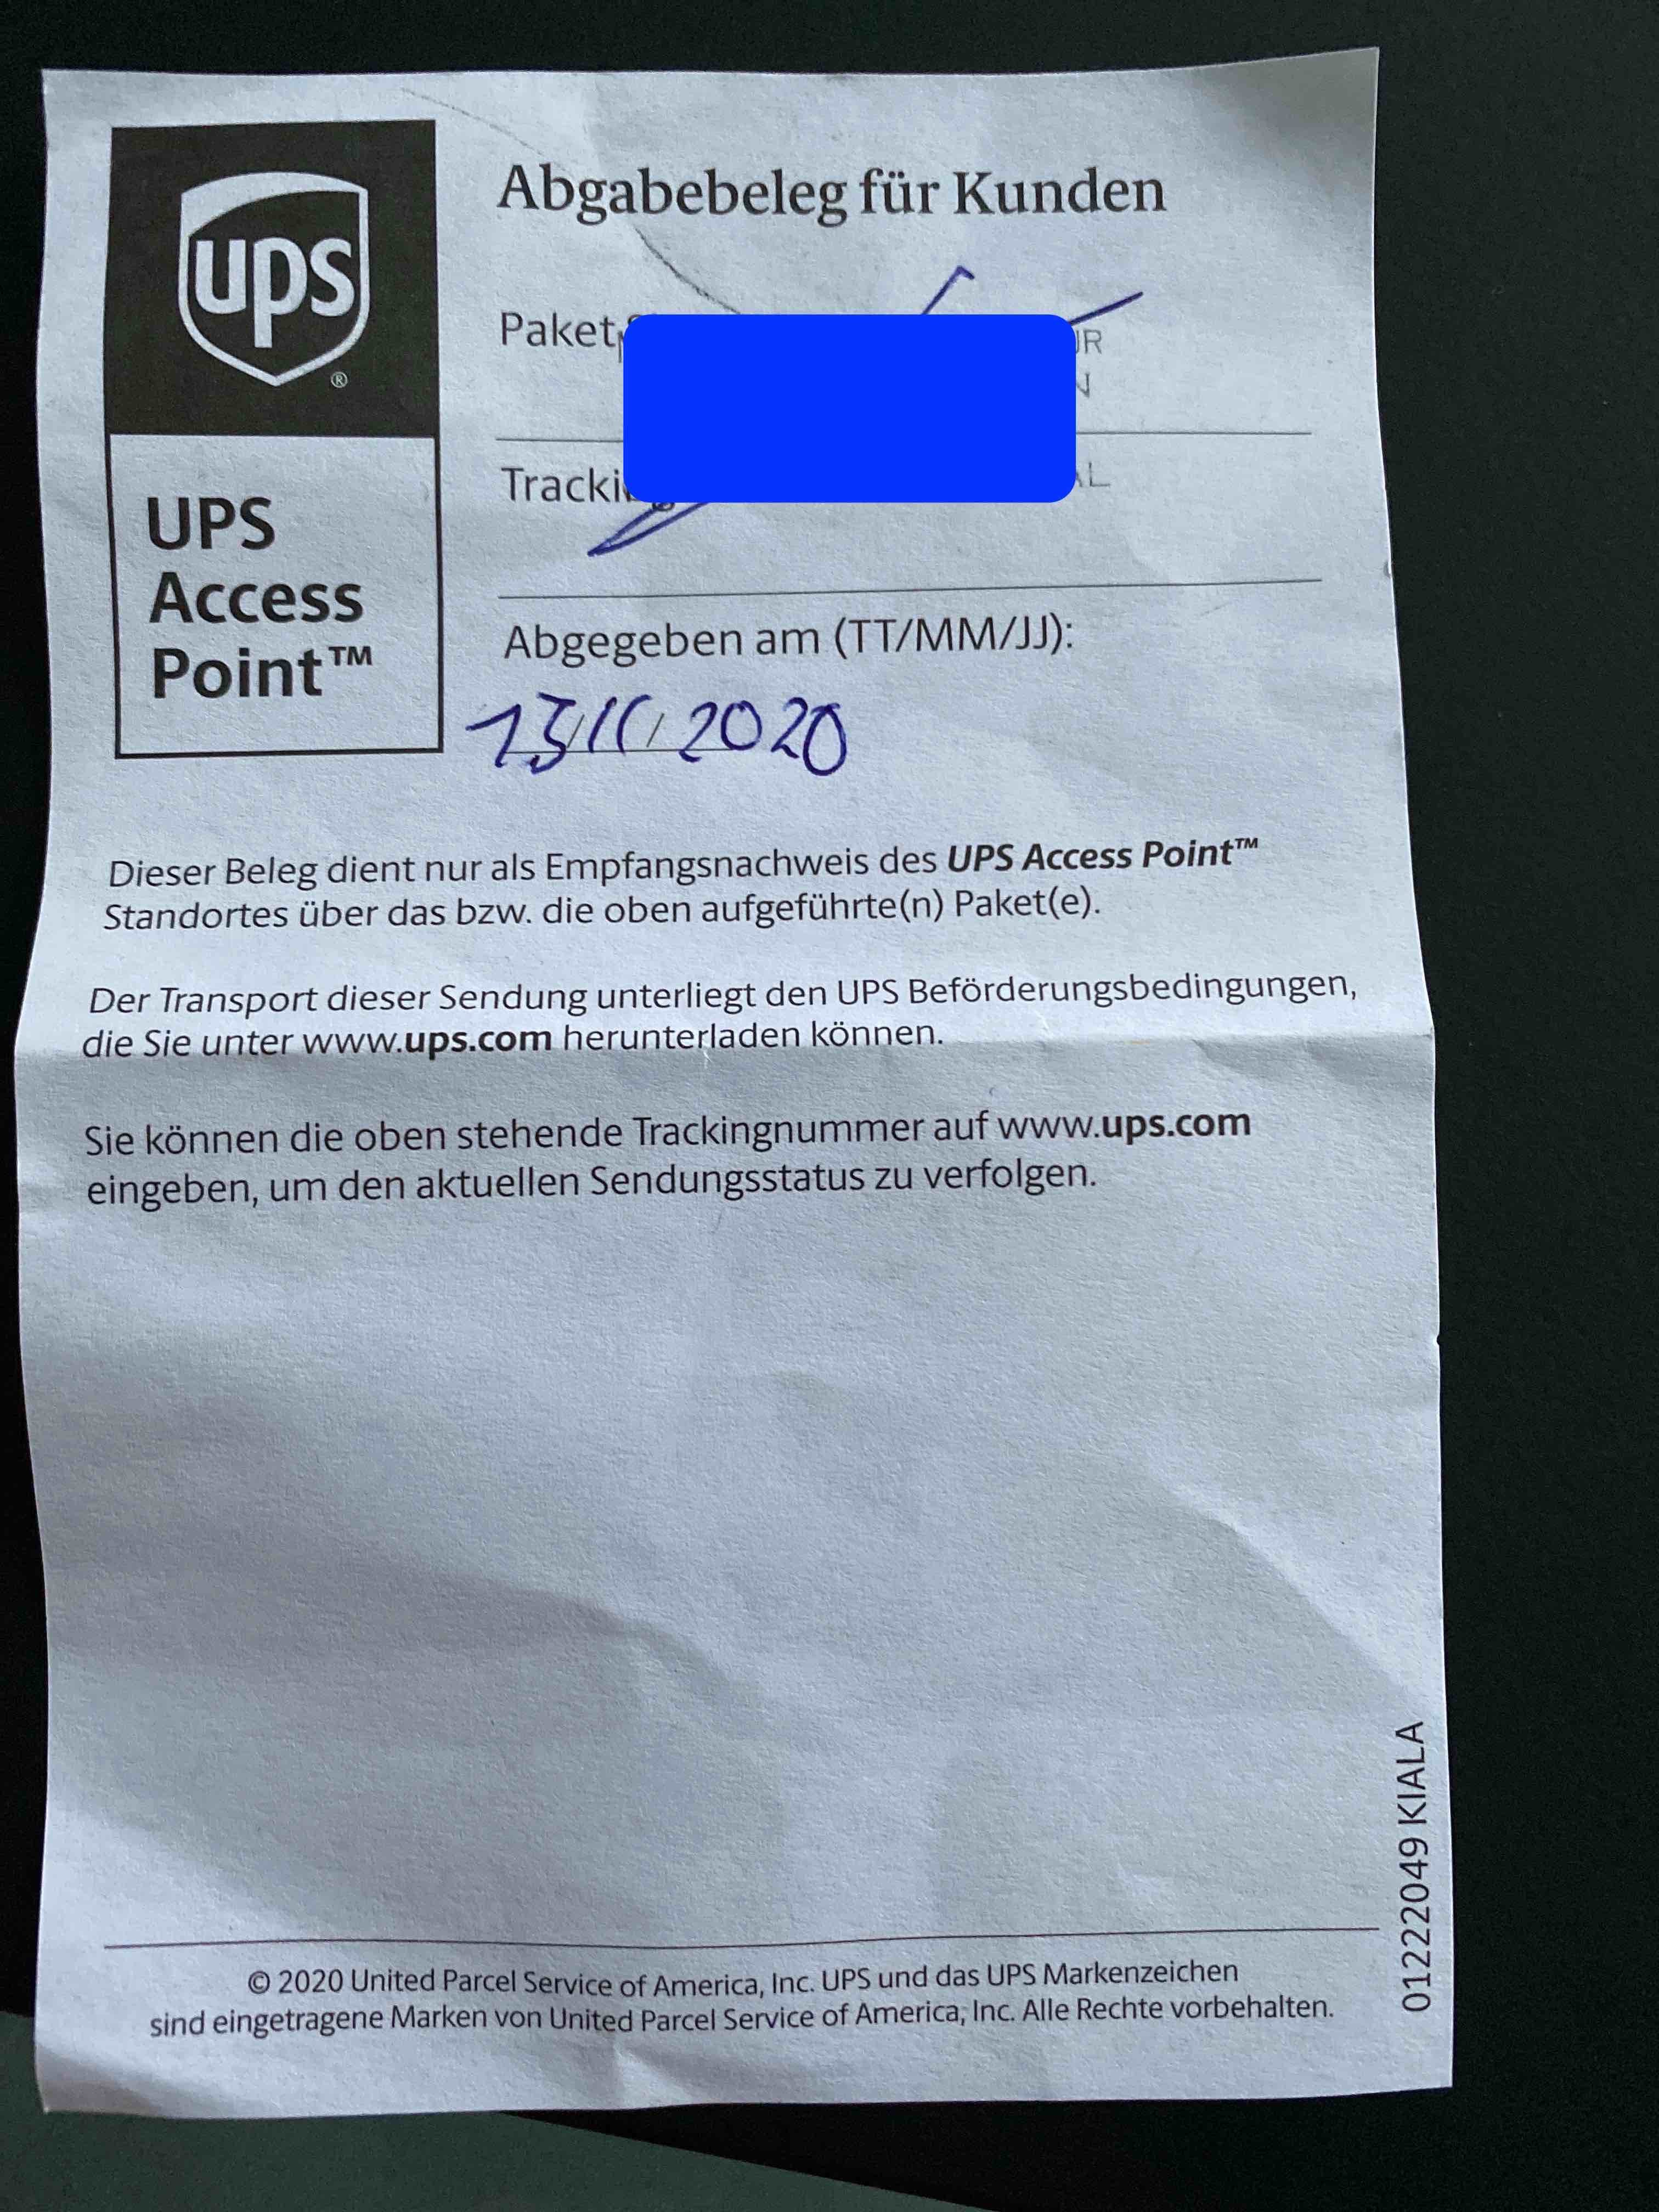 ups
®
UPS
Access
Point™
Abgabebeleg für Kunden
Paket
UR
N
Tracki
AL
Abgegeben am (TT/MM/JJ):
2020
Dieser Beleg dient nur als Empfangsnachweis des UPS Access Point™
Standortes über das bzw. die oben aufgeführte(n) Paket(e).
Der Transport dieser Sendung unterliegt den UPS Beförderungsbedingungen,
die Sie unter www.ups.com herunterladen können.
Sie können die oben stehende Trackingnummer auf www.ups.com
eingeben, um den aktuellen Sendungsstatus zu verfolgen.
01222049 KIALA
© 2020 United Parcel Service of America, Inc. UPS und das UPS Markenzeichen
sind eingetragene Marken von United Parcel Service of America, Inc. Alle Rechte vorbehalten.